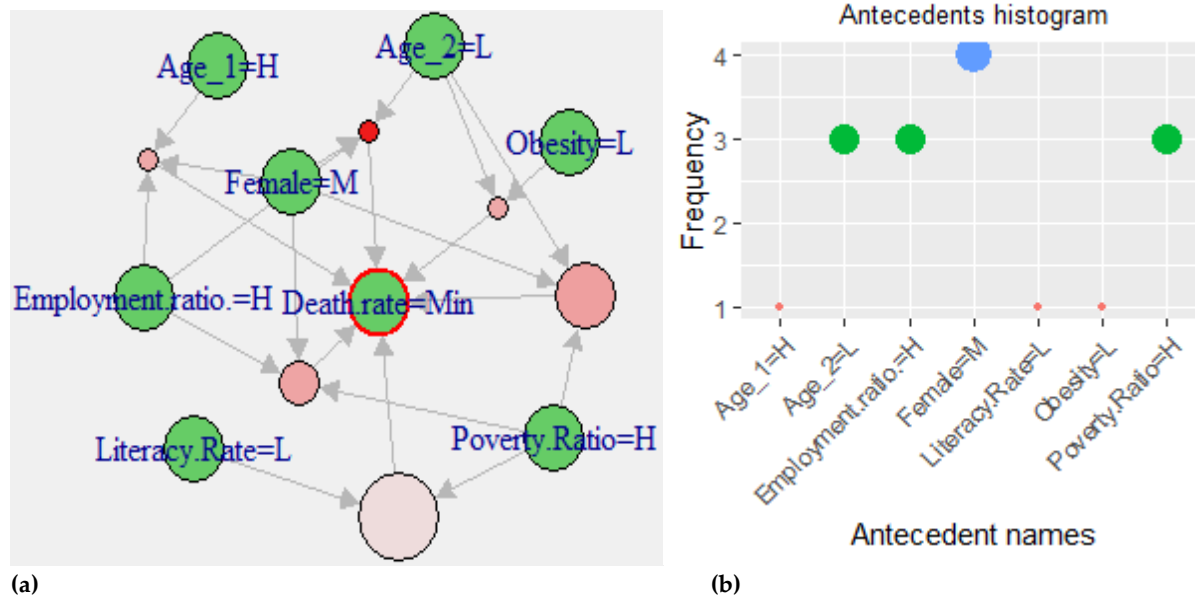 Age_1=H
Age_2=L
Obesity=L
Female=M
Employment.ratio.=H
Death.rate=Min
Literacy.Rate=L
Poverty.Ratio=H
(a)
Antecedents histogram
Frequency
4
3
2
1
Age_1=H
Age_2=L
Employment.ratio.=H
Female=M
Literacy.Rate=L
Obesity=L
Poverty.Ratio=H
Antecedent names
(b)